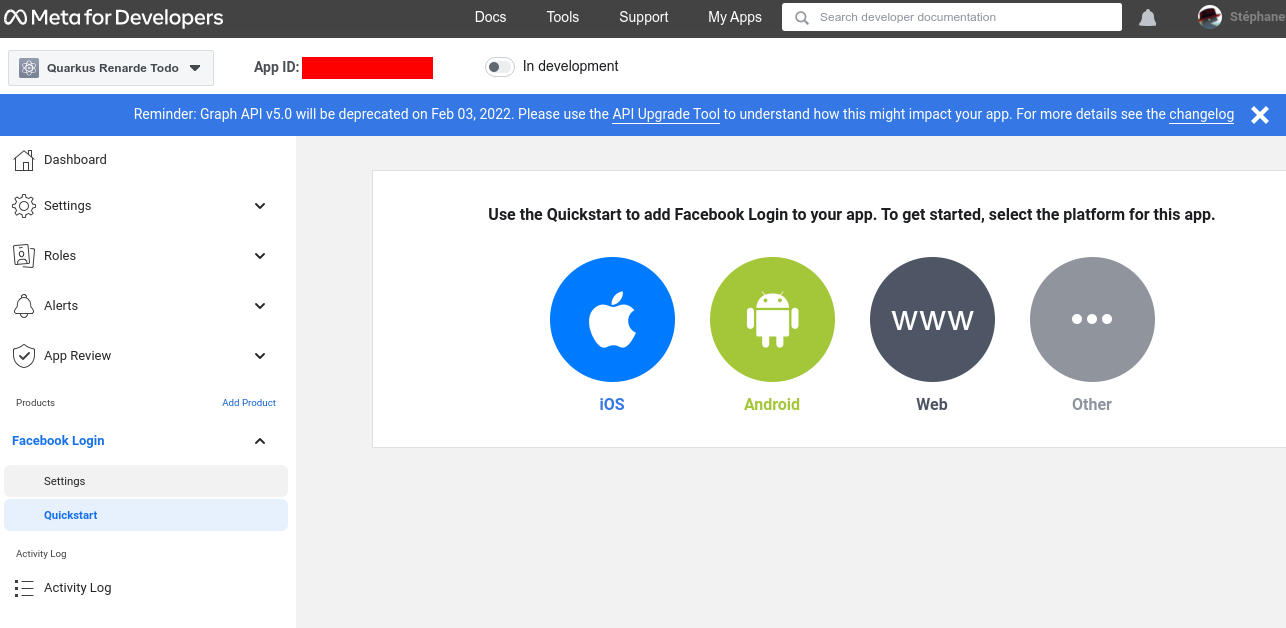 Meta for Developers Docs Tools Support My Apps Search developer documentation Stéphane
Quarkus Renarde Todo App ID: In development
Reminder: Graph API v5.0 will be deprecated on Feb 03, 2022. Please use the API Upgrade Tool to understand how this might impact your app. For more details see the changelog
Dashboard
Settings
Roles
Alerts
App Review
Products Add Product
Facebook Login
Settings
Quickstart
Activity Log
Activity Log
Use the Quickstart to add Facebook Login to your app. To get started, select the platform for this app.
www
iOS Android Web Other